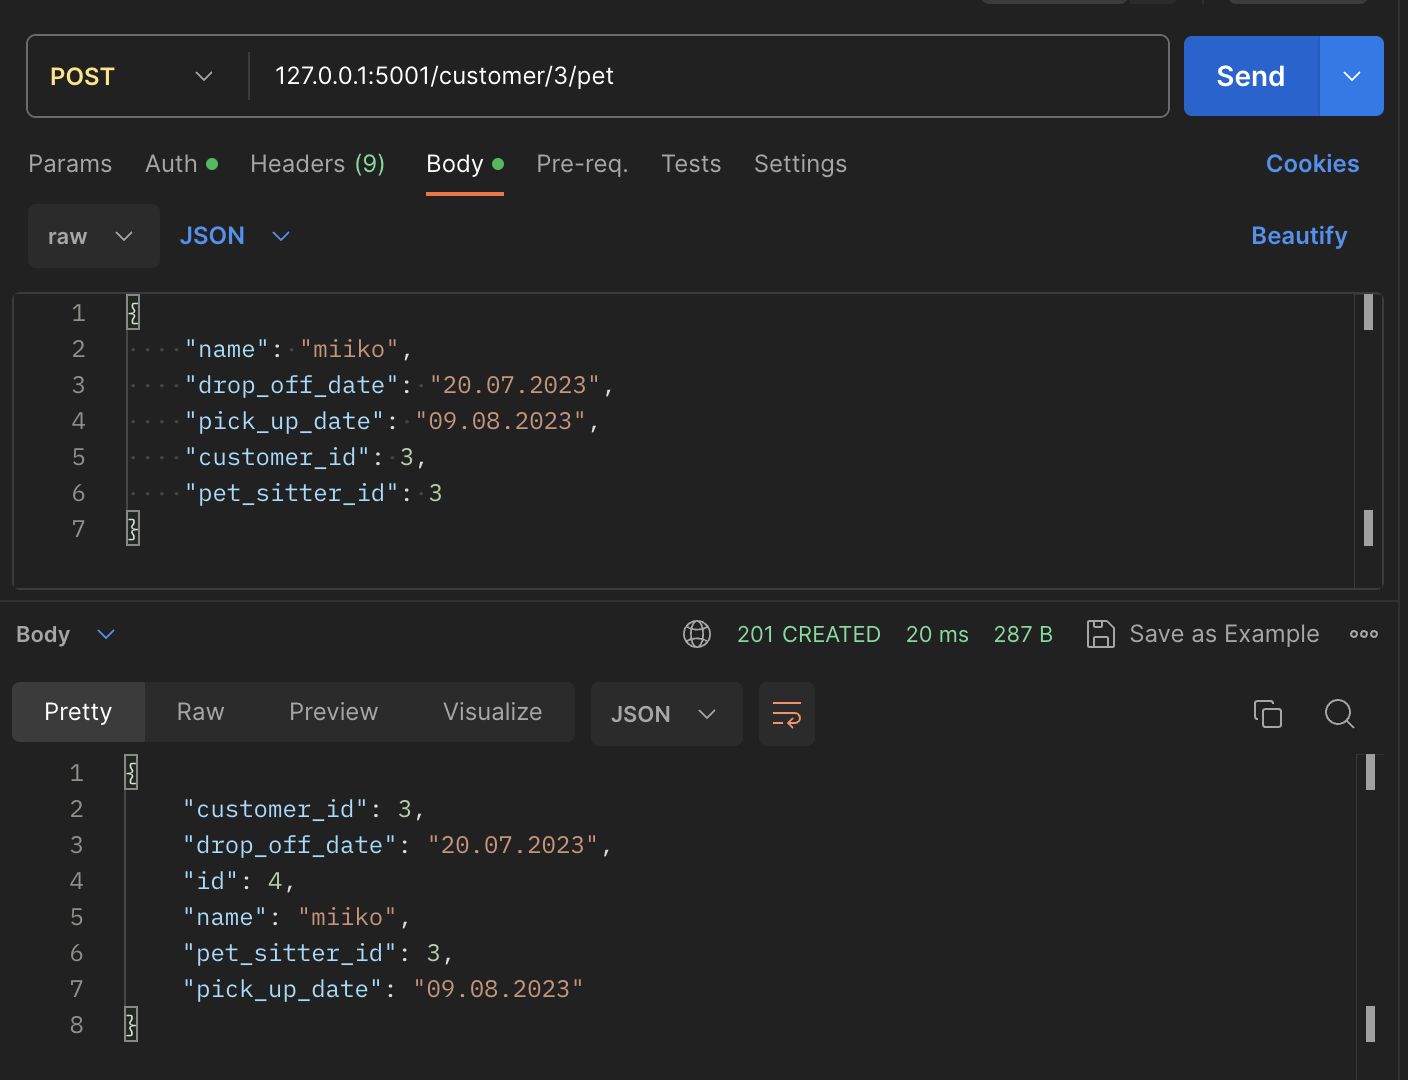 POST 127.0.0.1:5001/customer/3/pet Send
Params Auth Headers (9) Body Pre-req. Tests Settings Cookies
raw JSON Beautify
1 {
2 "name": "miiko",
3 "drop_off_date": "20.07.2023",
4 "pick_up_date": "09.08.2023",
5 "customer_id": 3,
6 "pet_sitter_id": 3
7 }
Body 201 CREATED 20 ms 287 B Save as Example
Pretty Raw Preview Visualize JSON
1 {
2 "customer_id": 3,
3 "drop_off_date": "20.07.2023",
4 "id": 4,
5 "name": "miiko",
6 "pet_sitter_id": 3,
7 "pick_up_date": "09.08.2023"
8 }